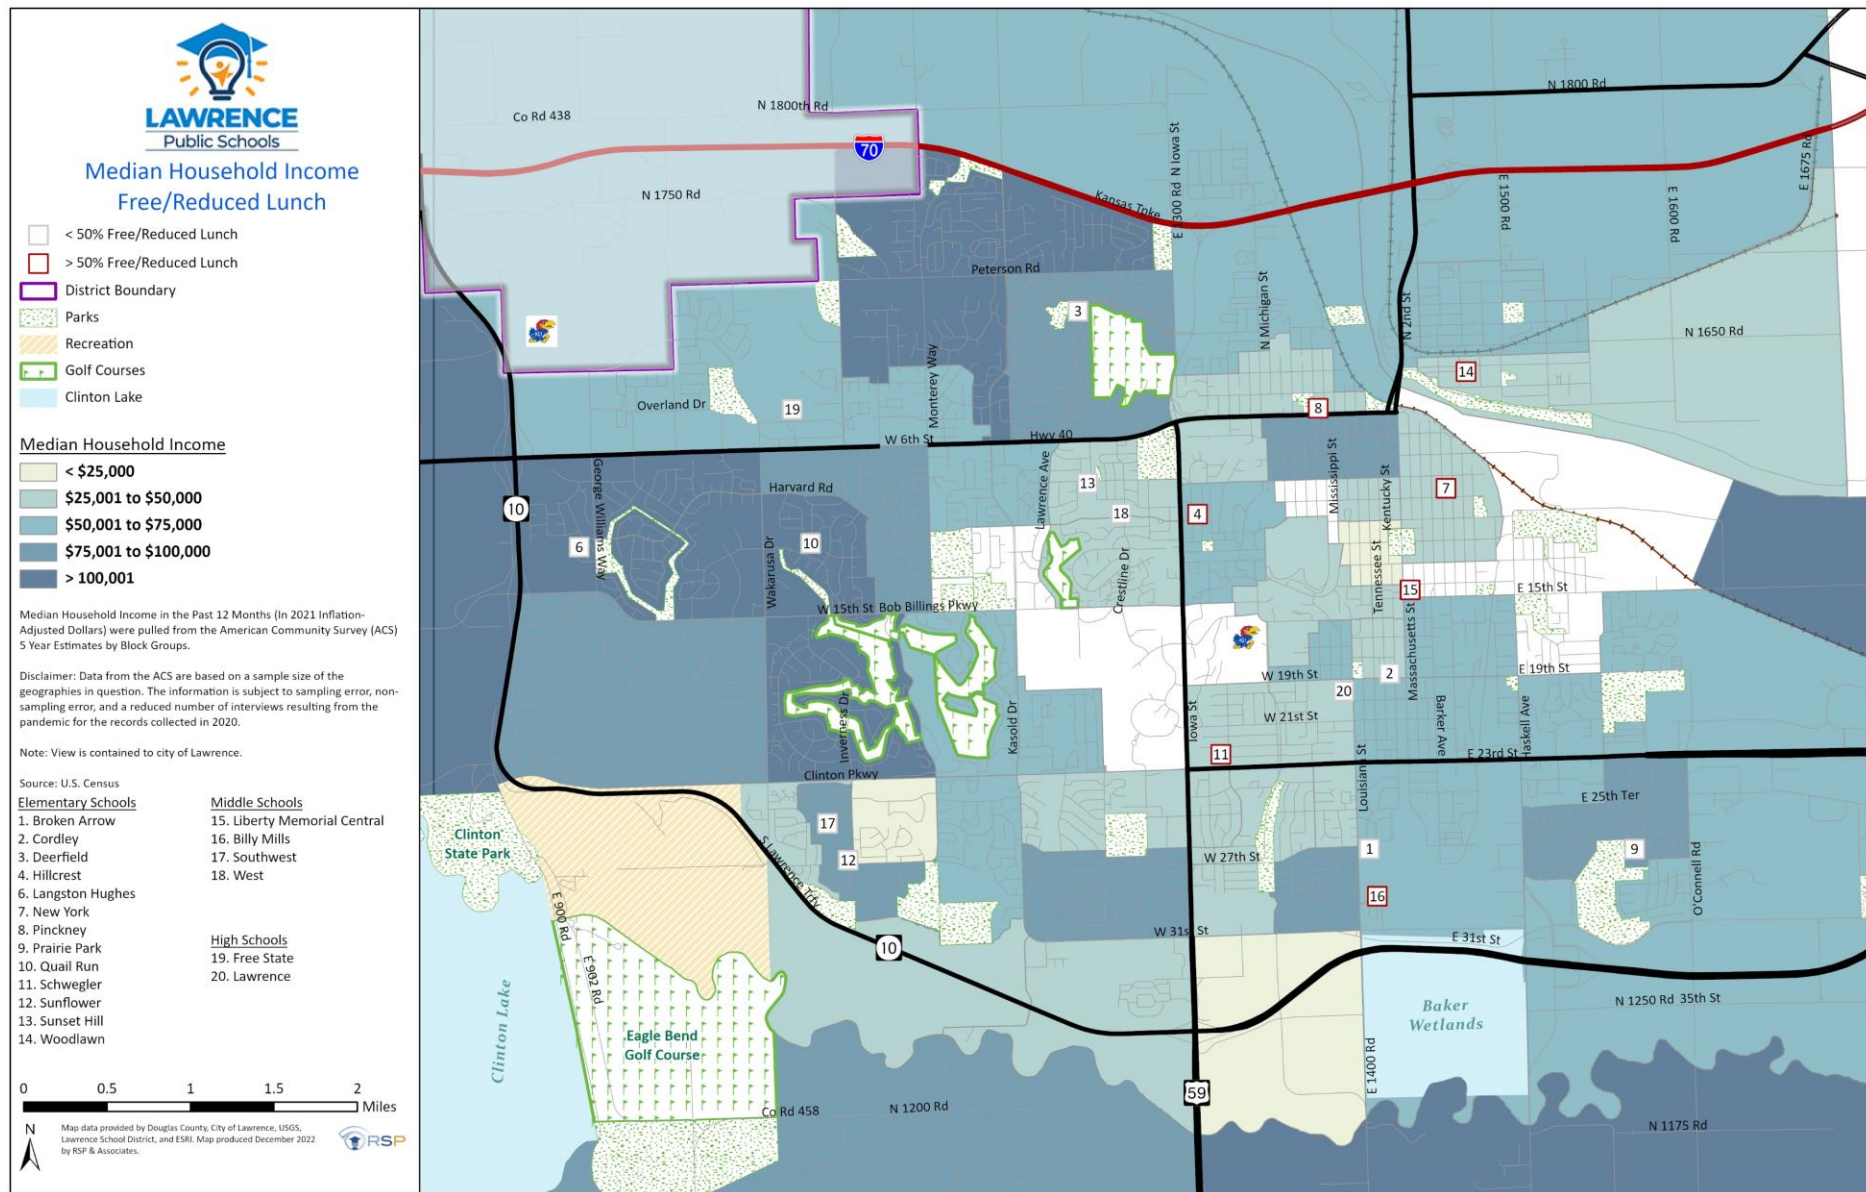 LAWRENCE
Public Schools
Median Household Income
Free/Reduced Lunch
< 50% Free/Reduced Lunch
> 50% Free/Reduced Lunch
District Boundary
Parks
Recreation
Golf Courses
Clinton Lake
Median Household Income
< $25,000
$25,001 to $50,000
$50,001 to $75,000
$75,001 to $100,000
> 100,001
Median Household Income in the Past 12 Months (In 2021 Inflation-
Adjusted Dollars) were pulled from the American Community Survey (ACS)
5 Year Estimates by Block Groups.
Disclaimer: Data from the ACS are based on a sample size of the
geographies in question. The information is subject to sampling error, non-
sampling error, and a reduced number of interviews resulting from the
pandemic for the records collected in 2020.
Note: View is contained to city of Lawrence.
Source: U.S. Census
Elementary Schools
1. Broken Arrow
2. Cordley
3. Deerfield
4. Hillcrest
6. Langston Hughes
7. New York
8. Pinckney
9. Prairie Park
10. Quail Run
11. Schwegler
12. Sunflower
13. Sunset Hill
14. Woodlawn
Middle Schools
15. Liberty Memorial Central
16. Billy Mills
17. Southwest
18. West
High Schools
19. Free State
20. Lawrence
0 0.5 1 1.5 2
Miles
N
Map data provided by Douglas County, City of Lawrence, USGS,
Lawrence School District, and ESRI. Map produced December 2022
by RSP & Associates.
RSP
Co Rd 438
N 1800th Rd
N 1800 Rd
70
N 1750 Rd
Kansas Tpke
E 1300 Rd N Iowa St
E 1500 Rd
E 1600 Rd
E 1675 Rd
Peterson Rd
3
N Michigan St
N 2nd St
N 1650 Rd
14
Monterey Way
Overland Dr
19
8
W 6th St
Hwy 40
George Williams Way
Harvard Rd
Lawrence Ave
13
18
4
Mississippi St
Kentucky St
7
10
6
10
Wakarusa Dr
Crestline Dr
Tennessee St
15
E 15th St
W 15th St Bob Billings Pkwy
Massachusetts St
W 19th St
2
20
E 19th St
Inverness Dr
Kasold Dr
Iowa St
W 21st St
Barker Ave
Haskell Ave
11
E 23rd St
Clinton Pkwy
Louisiana St
E 25th Ter
Clinton
State Park
17
12
S Lawrence Trfy
W 27th St
1
9
O'Connell Rd
16
E 900 Rd
W 31st St
E 31st St
10
E 902 Rd
N 1250 Rd 35th St
Baker
Wetlands
Clinton Lake
Eagle Bend
Golf Course
E 1400 Rd
59
Co Rd 458
N 1200 Rd
N 1175 Rd